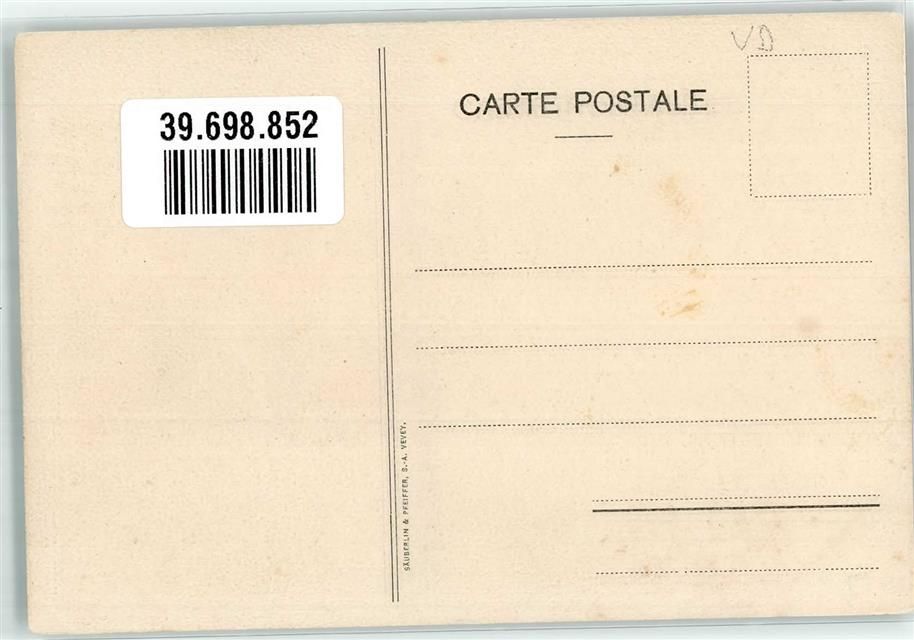 VD
39.698.852
CARTE POSTALE
SÄUBERLIN & PFEIFFER, S.-A. VEVEY.